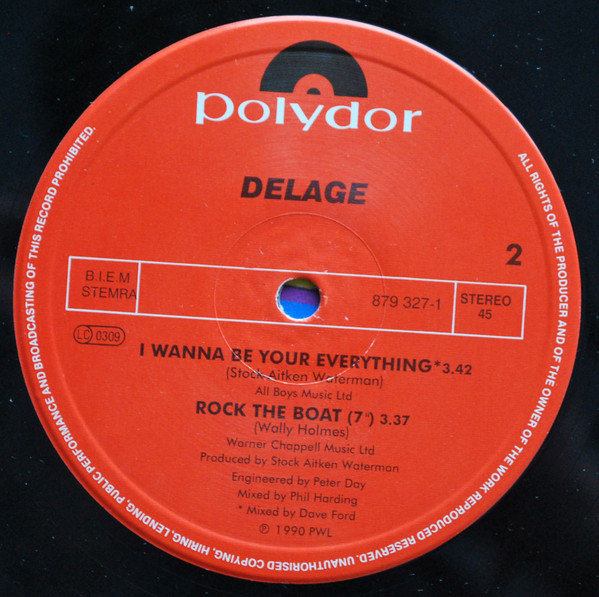 polydor
DELAGE
2
B.I.E.M
STEMRA
879 327-1
STEREO
45
LC 0309
I WANNA BE YOUR EVERYTHING*3.42
(Stock Aitken Waterman)
All Boys Music Ltd
ROCK THE BOAT (7") 3.37
(Wally Holmes)
Warner Chappell Music Ltd
Produced by Stock Aitken Waterman
Engineered by Peter Day
Mixed by Phil Harding
* Mixed by Dave Ford
℗ 1990 PWL
ALL RIGHTS OF THE PRODUCER AND OF THE OWNER OF THE WORK REPRODUCED RESERVED. UNAUTHORISED COPYING, HIRING, LENDING, PUBLIC PERFORMANCE AND BROADCASTING OF THIS RECORD PROHIBITED.